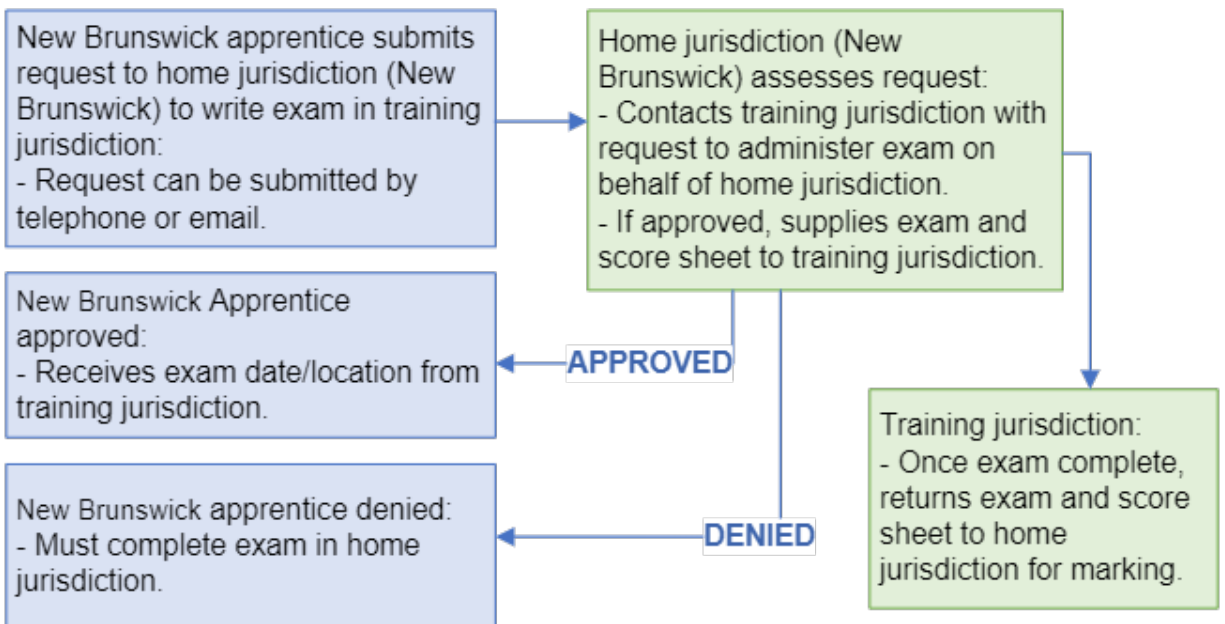 New Brunswick apprentice submits
request to home jurisdiction (New
Brunswick) to write exam in training
jurisdiction:
- Request can be submitted by
telephone or email.
Home jurisdiction (New
Brunswick) assesses request:
- Contacts training jurisdiction with
request to administer exam on
behalf of home jurisdiction.
- If approved, supplies exam and
score sheet to training jurisdiction.
New Brunswick Apprentice
approved:
- Receives exam date/location from
training jurisdiction.
APPROVED
New Brunswick apprentice denied:
- Must complete exam in home
jurisdiction.
DENIED
Training jurisdiction:
- Once exam complete,
returns exam and score
sheet to home
jurisdiction for marking.